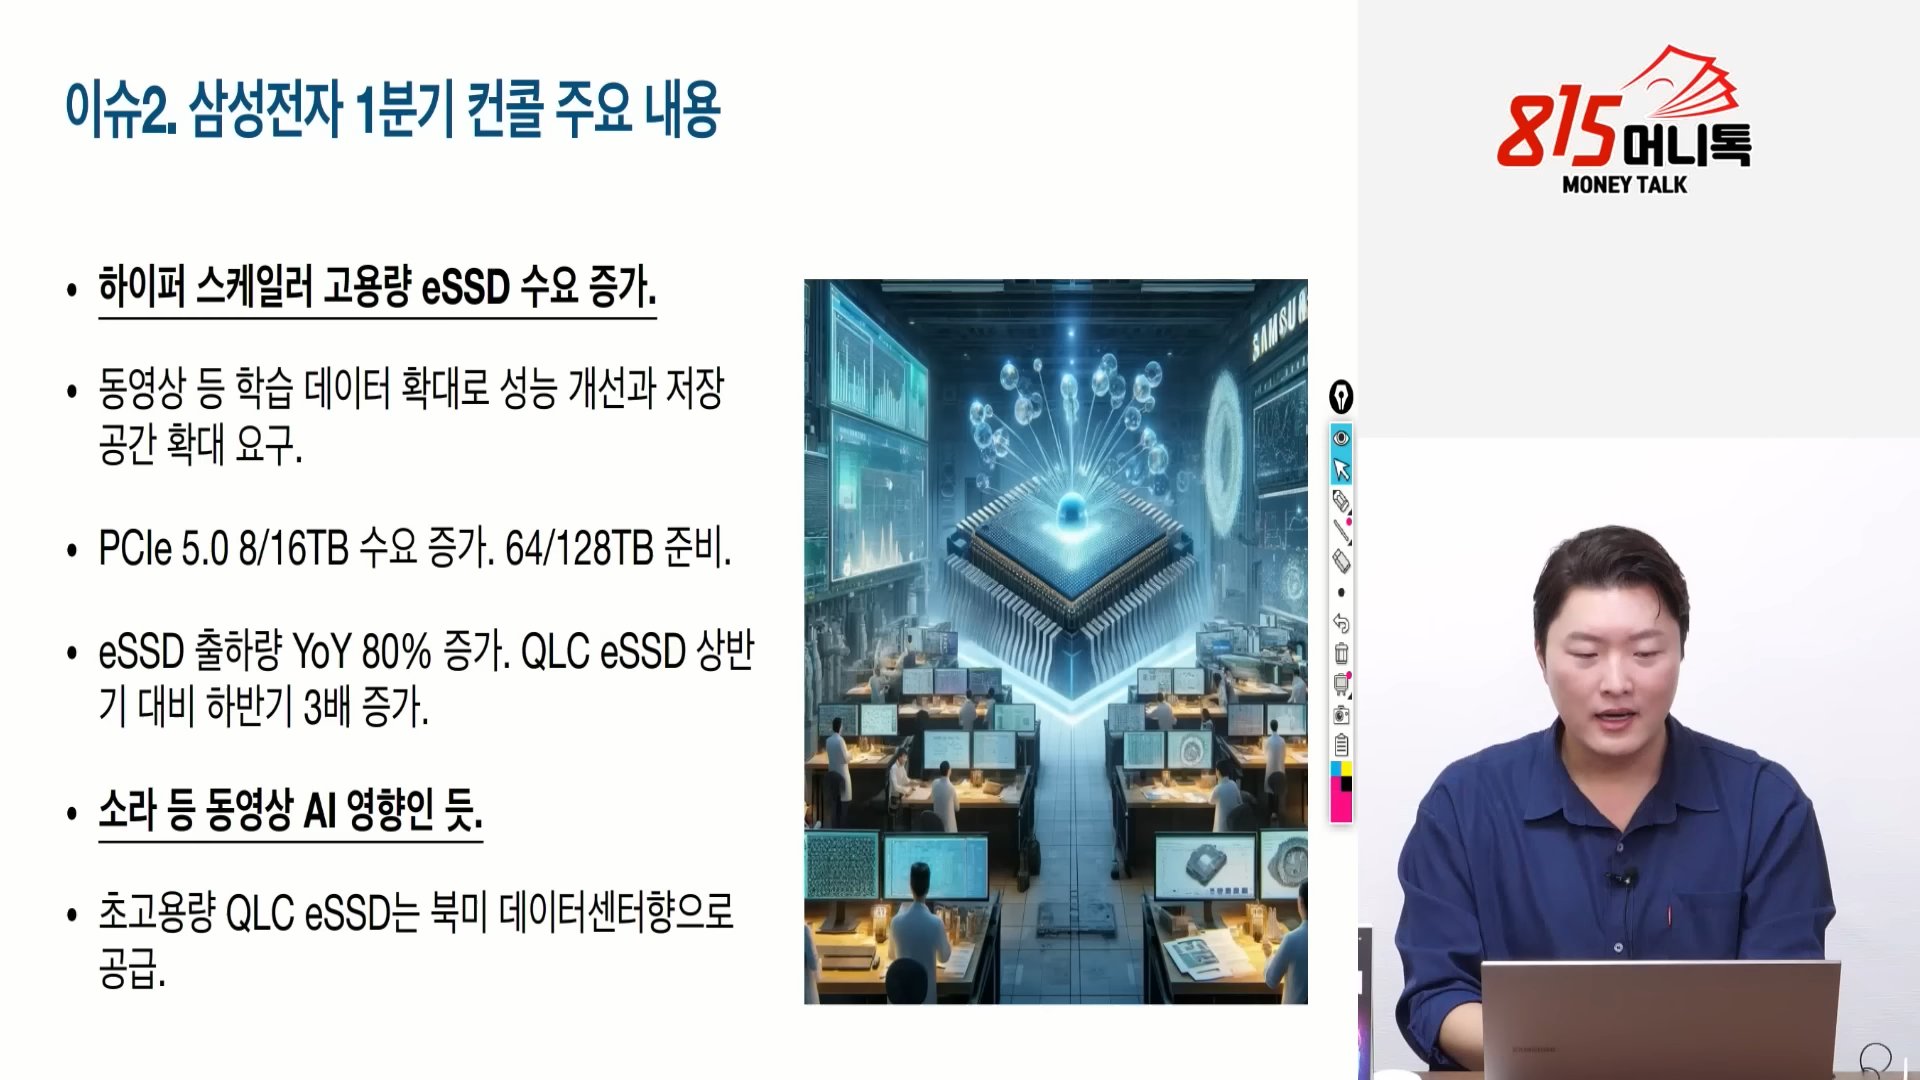 이슈2. 삼성전자 1분기 컨콜 주요 내용
815머니톡
MONEY TALK
• 하이퍼 스케일러 고용량 eSSD 수요 증가.
• 동영상 등 학습 데이터 확대로 성능 개선과 저장
공간 확대 요구.
• PCIe 5.0 8/16TB 수요 증가. 64/128TB 준비.
• eSSD 출하량 YoY 80% 증가. QLC eSSD 상반
기 대비 하반기 3배 증가.
• 소라 등 동영상 AI 영향인 듯.
• 초고용량 QLC eSSD는 북미 데이터센터향으로
공급.
SAMSUN
SAMSUNG